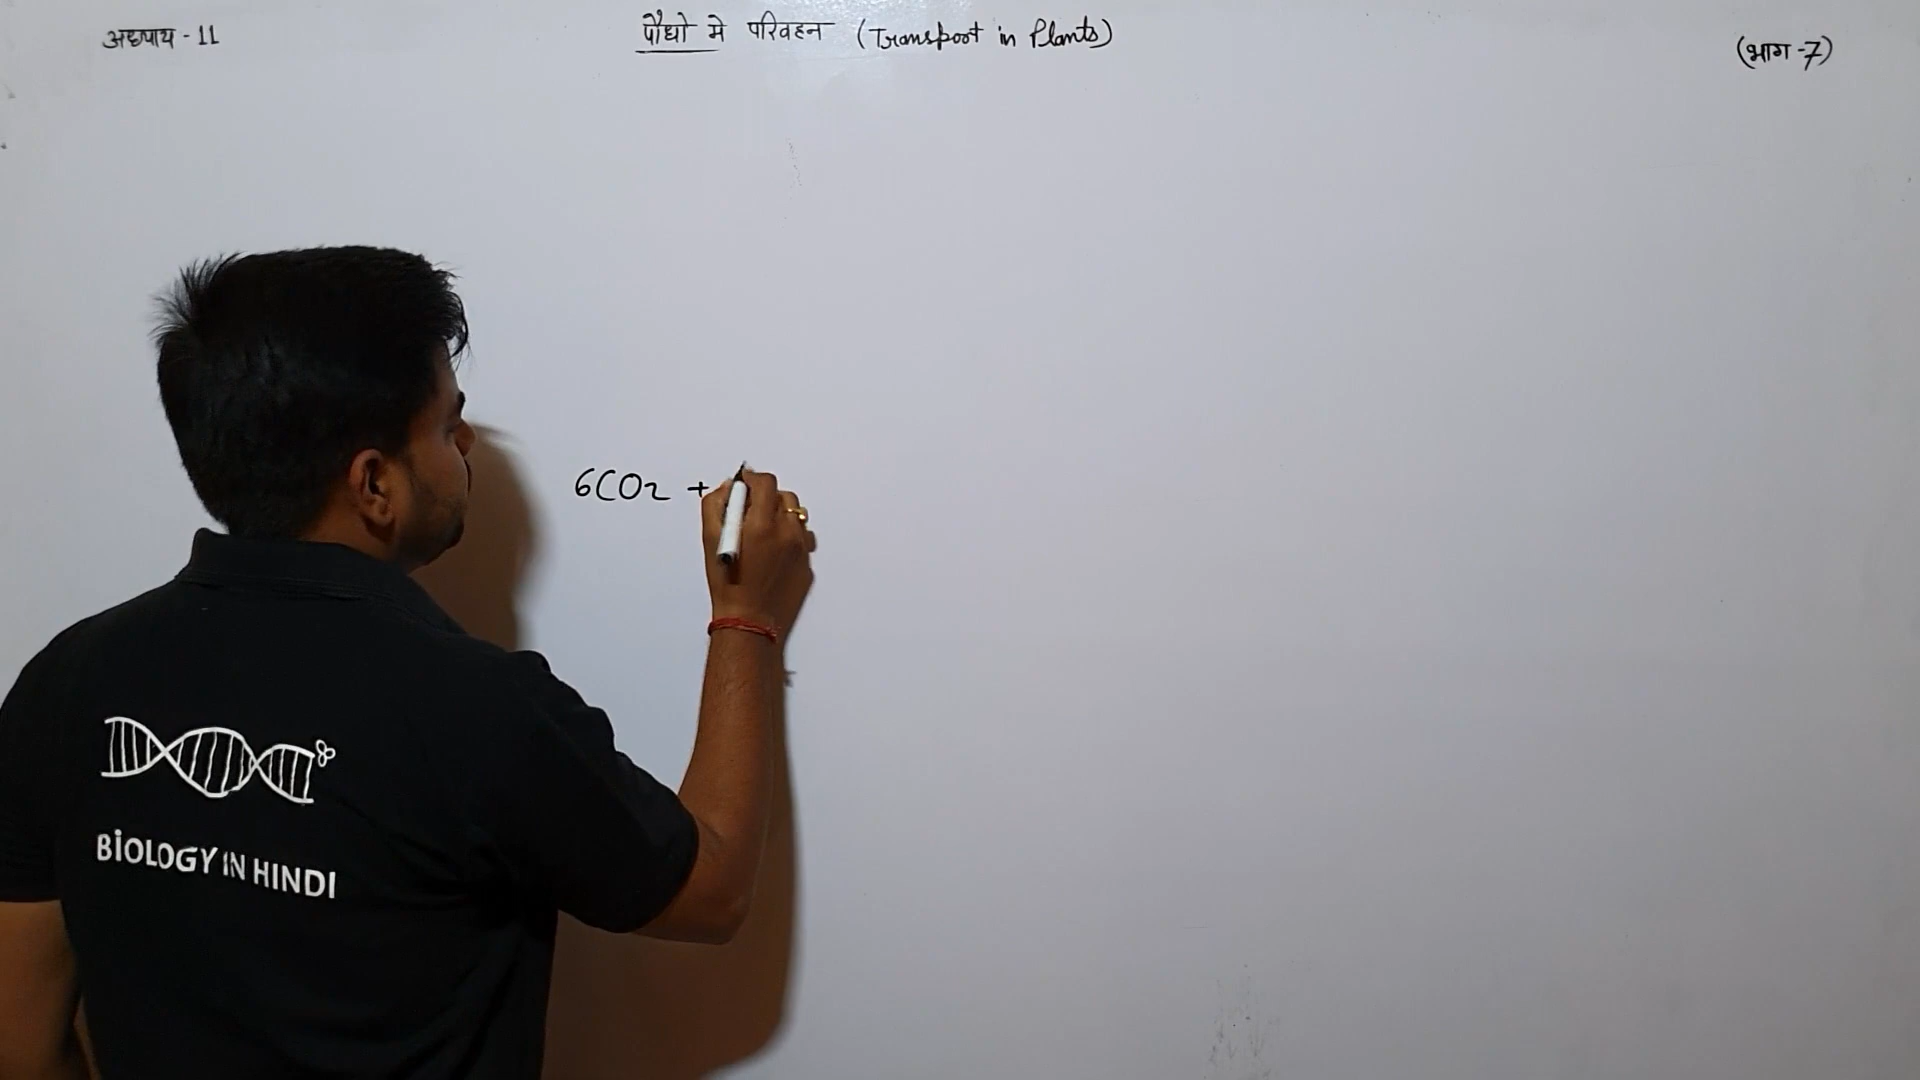 अध्याय - 11
पौधो मे परिवहन (Transport in Plants)
(भाग -7)
6CO2 +
BIOLOGY IN HINDI